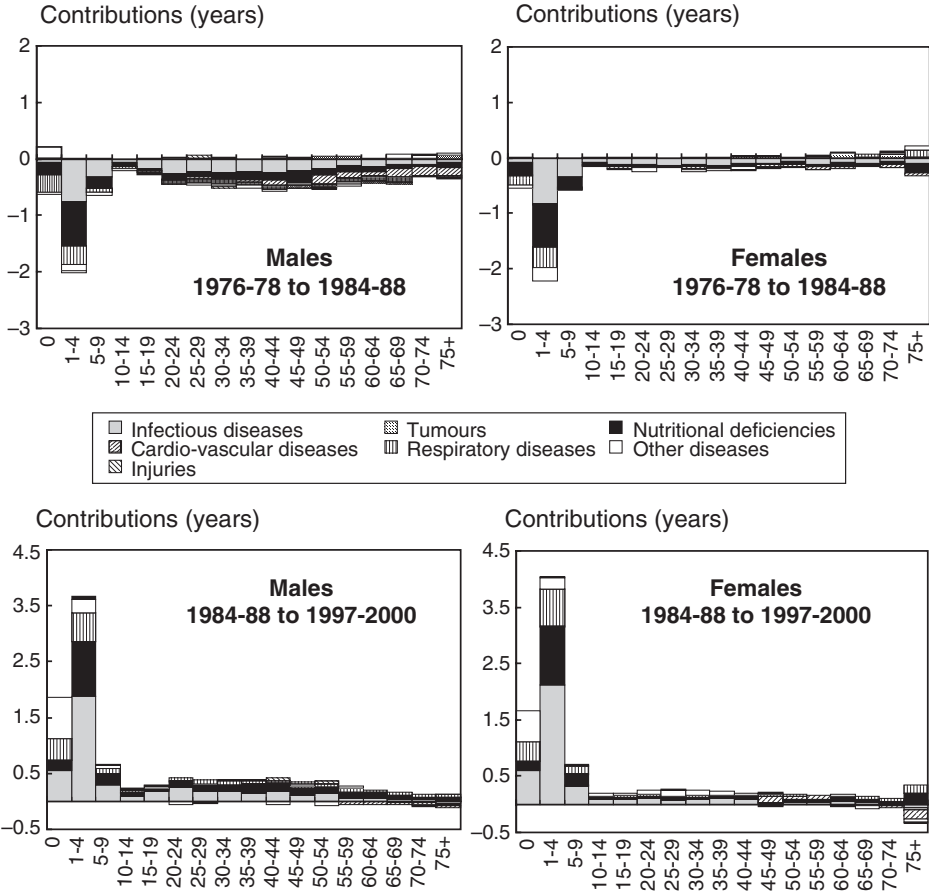 Contributions (years) Contributions (years)
2 2
1 1
0 0
–1 –1
–2 –2
–3 –3
Males Females
1976-78 to 1984-88 1976-78 to 1984-88
0 1-4 5-9 10-14 15-19 20-24 25-29 30-34 35-39 40-44 45-49 50-54 55-59 60-64 65-69 70-74 75+ 0 1-4 5-9 10-14 15-19 20-24 25-29 30-34 35-39 40-44 45-49 50-54 55-59 60-64 65-69 70-74 75+
Infectious diseases Tumours Nutritional deficiencies
Cardio-vascular diseases Respiratory diseases Other diseases
Injuries
Contributions (years) Contributions (years)
4.5 4.5
3.5 3.5
2.5 2.5
1.5 1.5
0.5 0.5
–0.5 –0.5
Males Females
1984-88 to 1997-2000 1984-88 to 1997-2000
0 1-4 5-9 10-14 15-19 20-24 25-29 30-34 35-39 40-44 45-49 50-54 55-59 60-64 65-69 70-74 75+ 0 1-4 5-9 10-14 15-19 20-24 25-29 30-34 35-39 40-44 45-49 50-54 55-59 60-64 65-69 70-74 75+